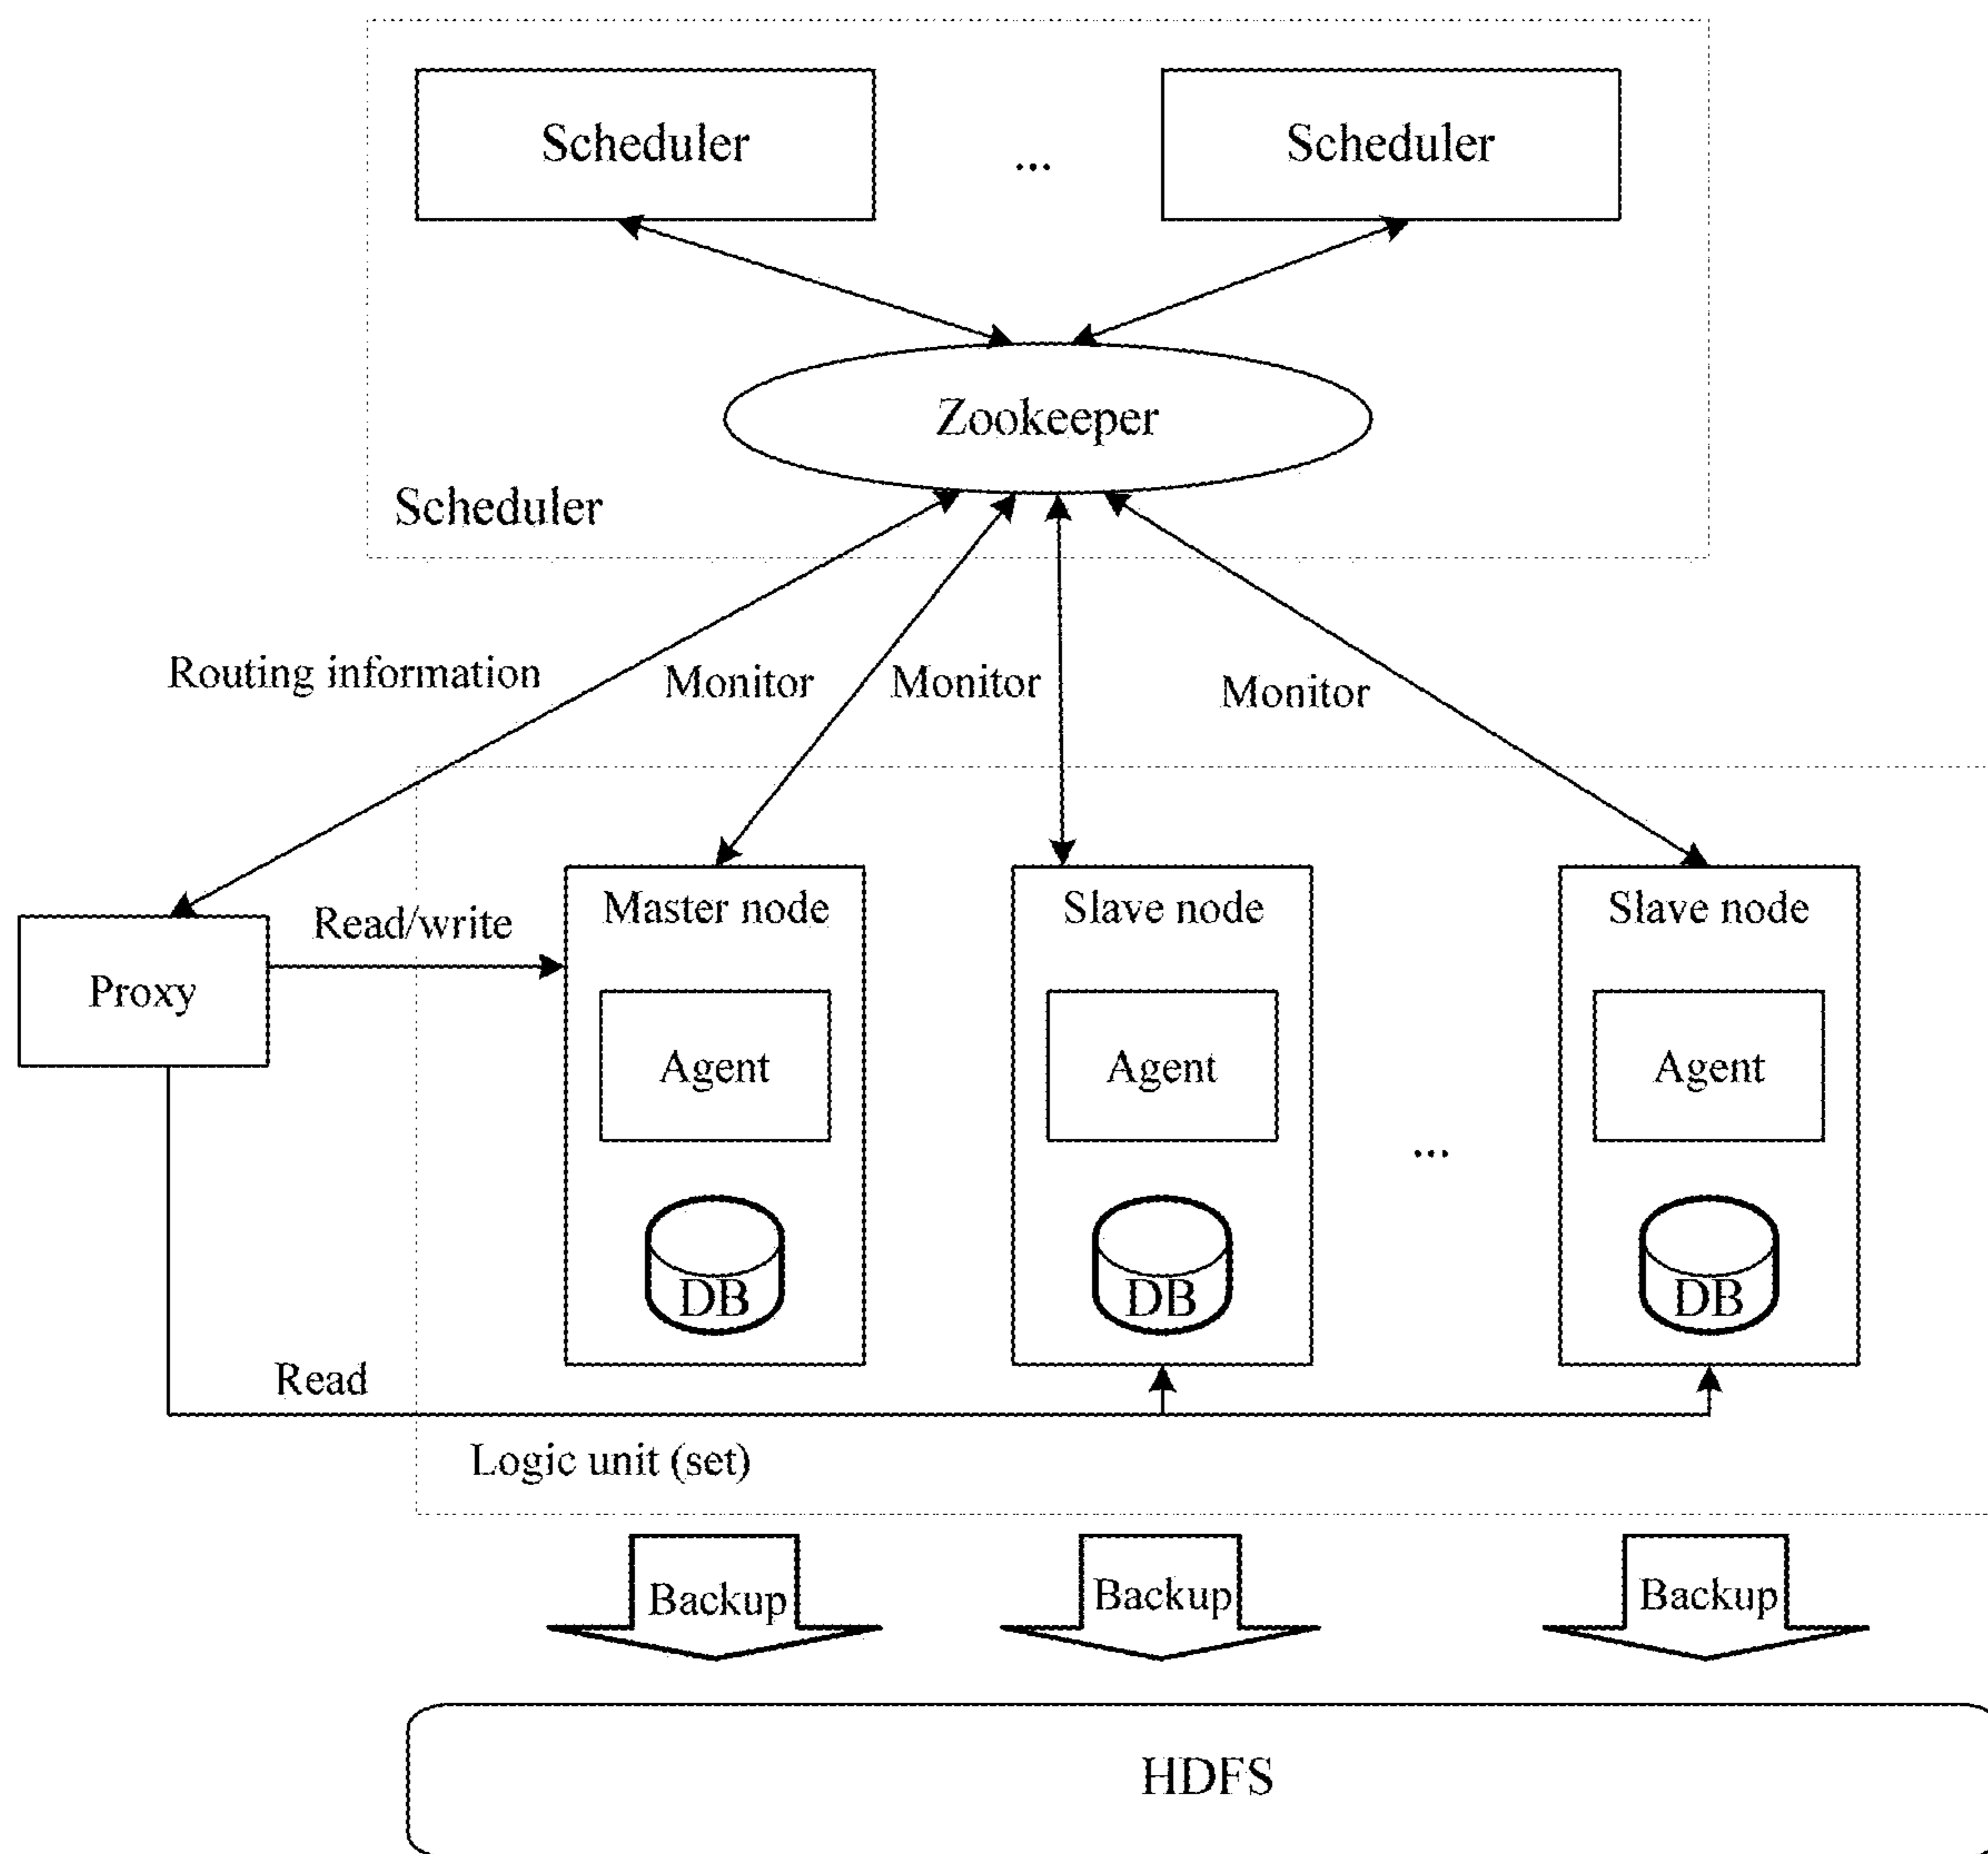 Scheduler
...
Scheduler
Zookeeper
Scheduler
Routing information
Monitor
Monitor
Monitor
Master node
Slave node
Slave node
Read/write
Proxy
Agent
Agent
Agent
...
DB
DB
DB
Read
Logic unit (set)
Backup
Backup
Backup
HDFS